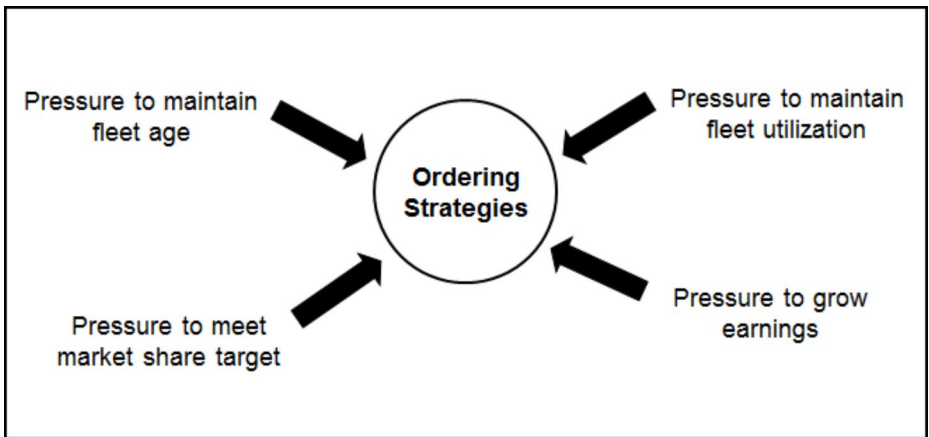 Pressure to maintain
fleet age
Pressure to maintain
fleet utilization
Ordering
Strategies
Pressure to meet
market share target
Pressure to grow
earnings